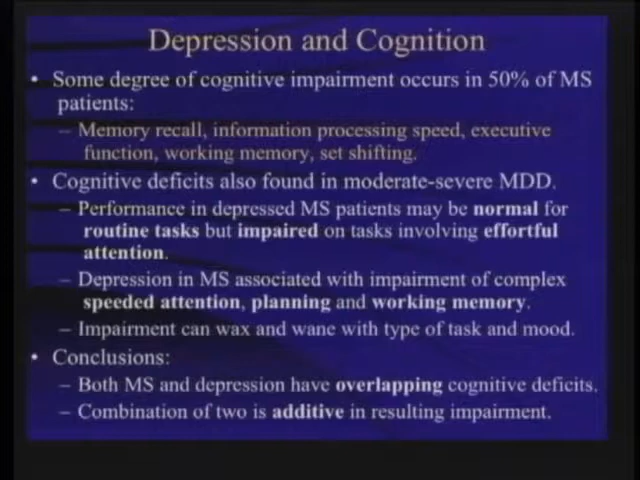 Depression and Cognition
• Some degree of cognitive impairment occurs in 50% of MS
patients:
– Memory recall, information processing speed, executive
function, working memory, set shifting.
• Cognitive deficits also found in moderate-severe MDD.
– Performance in depressed MS patients may be normal for
routine tasks but impaired on tasks involving effortful
attention.
– Depression in MS associated with impairment of complex
speeded attention, planning and working memory.
– Impairment can wax and wane with type of task and mood.
• Conclusions:
– Both MS and depression have overlapping cognitive deficits.
– Combination of two is additive in resulting impairment.